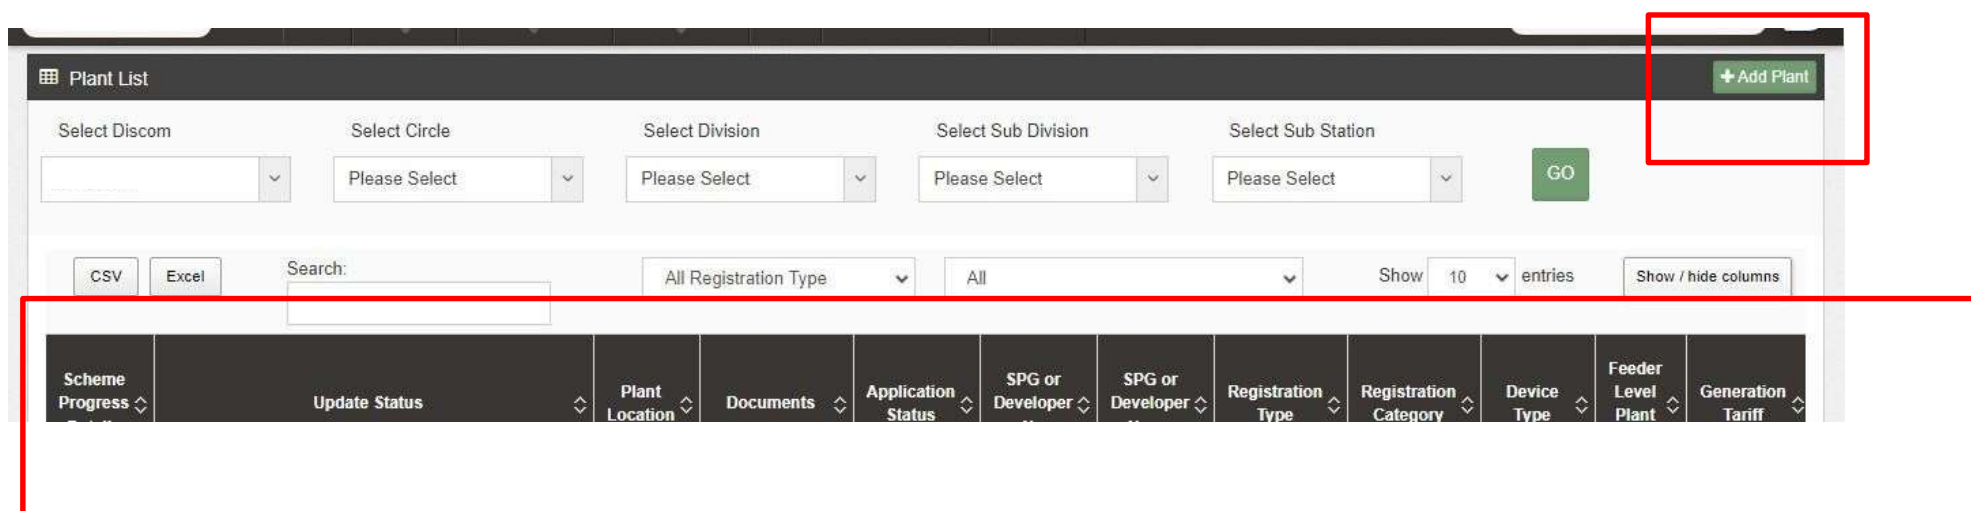 Plant List
+ Add Plant
Select Discom
Select Circle
Select Division
Select Sub Division
Select Sub Station
Please Select
Please Select
Please Select
Please Select
GO
CSV
Excel
Search:
All Registration Type
All
Show 10 entries
Show / hide columns
Scheme
Progress
Update Status
Plant
Location
Documents
Application
Status
SPG or
Developer
SPG or
Developer
Registration
Type
Registration
Category
Device
Type
Feeder
Level
Plant
Generation
Tariff